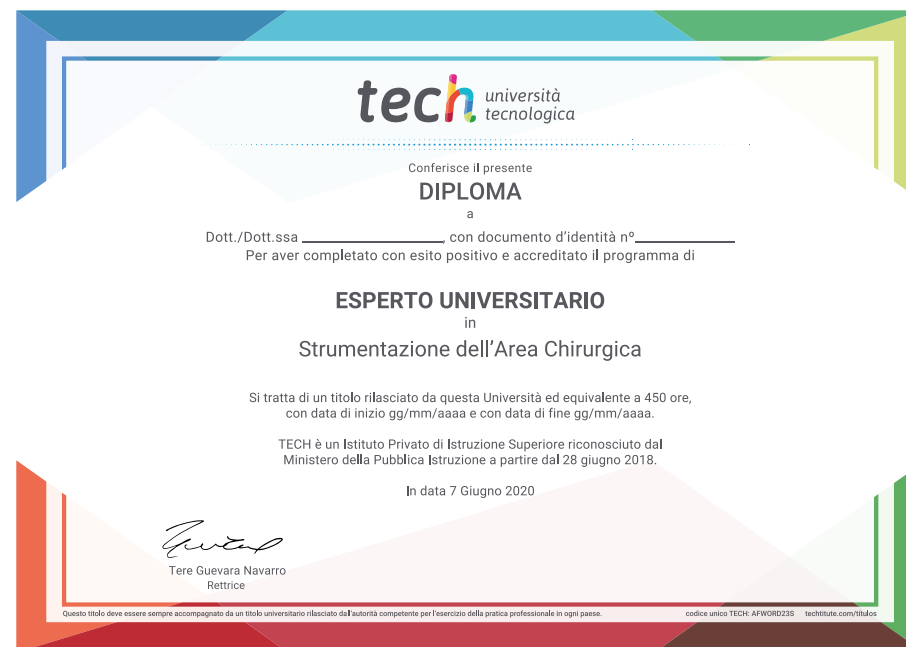 tech università
tecnologica
Conferisce il presente
DIPLOMA
a
Dott./Dott.ssa ____________________, con documento d'identità nº______________
Per aver completato con esito positivo e accreditato il programma di
ESPERTO UNIVERSITARIO
in
Strumentazione dell'Area Chirurgica
Si tratta di un titolo rilasciato da questa Università ed equivalente a 450 ore,
con data di inizio gg/mm/aaaa e con data di fine gg/mm/aaaa.
TECH è un Istituto Privato di Istruzione Superiore riconosciuto dal
Ministero della Pubblica Istruzione a partire dal 28 giugno 2018.
In data 7 Giugno 2020
Tere Guevara Navarro
Rettrice
Questo titolo deve essere sempre accompagnato da un titolo universitario rilasciato dall'autorità competente per l'esercizio della pratica professionale in ogni paese. codice unico TECH: AFWORD23S techtitute.com/titulos